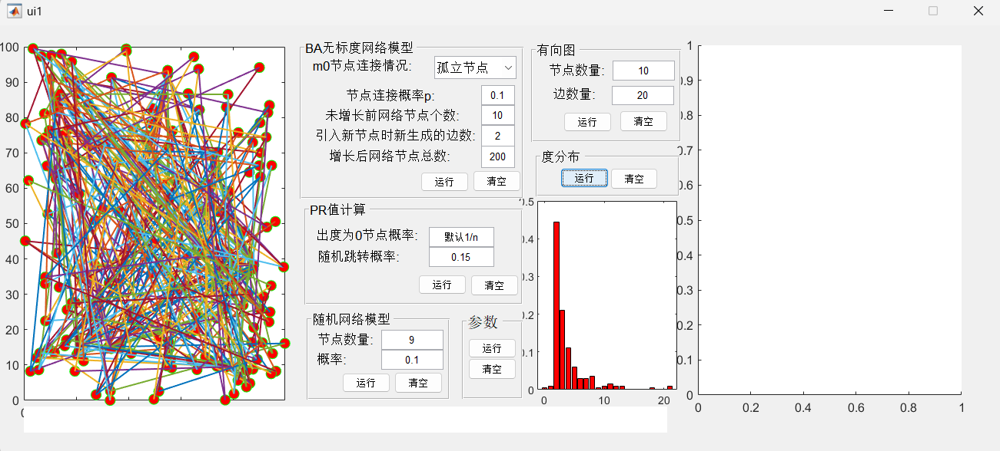 ui1
100
90
80
70
60
50
40
30
20
10
0
BA无标度网络模型
m0节点连接情况: 孤立节点
节点连接概率p: 0.1
未增长前网络节点个数: 10
引入新节点时新生成的边数: 2
增长后网络节点总数: 200
运行 清空
PR值计算
出度为0节点概率: 默认1/n
随机跳转概率: 0.15
运行 清空
随机网络模型
节点数量: 9
概率: 0.1
运行 清空
参数
运行
清空
有向图
节点数量: 10
边数量: 20
运行 清空
度分布
运行 清空
0.5
0.4
0.3
0.2
0.1
0
0 10 20
1
0.9
0.8
0.7
0.6
0.5
0.4
0.3
0.2
0.1
0
0 0.2 0.4 0.6 0.8 1